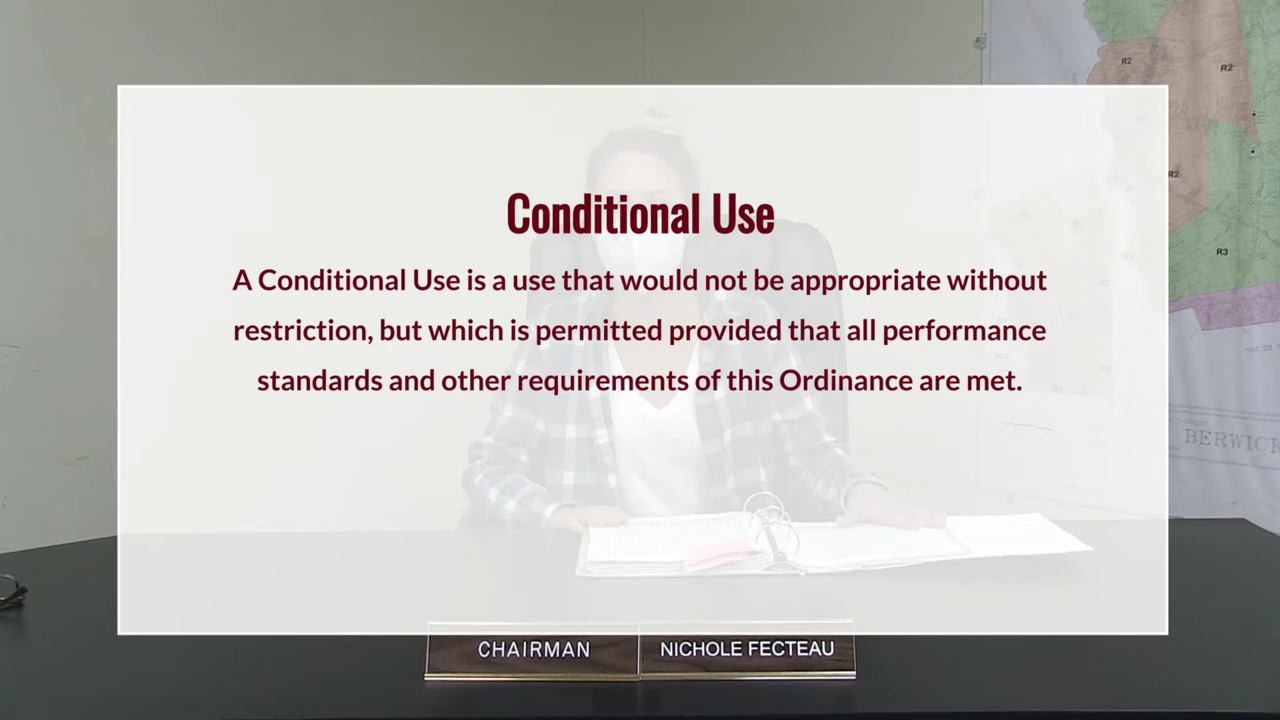 R2
R2
R2
R3
Conditional Use
A Conditional Use is a use that would not be appropriate without
restriction, but which is permitted provided that all performance
standards and other requirements of this Ordinance are met.
BERWICK
CHAIRMAN
NICHOLE FECTEAU